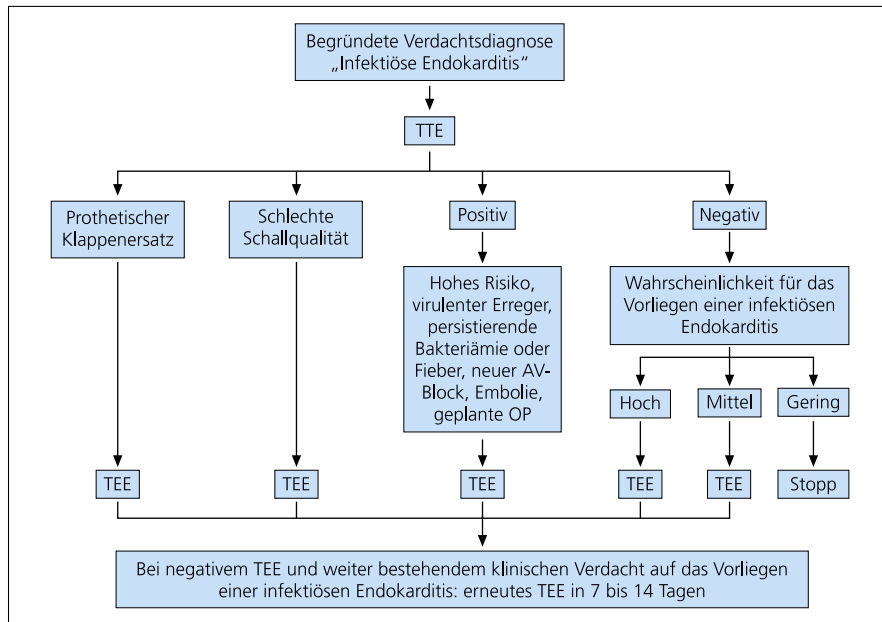 Begründete Verdachtsdiagnose
„Infektiöse Endokarditis“
TTE
Prothetischer
Klappenersatz
Schlechte
Schallqualität
Positiv
Negativ
Hohes Risiko,
virulenter Erreger,
persistierende
Bakteriämie oder
Fieber, neuer AV-
Block, Embolie,
geplante OP
Wahrscheinlichkeit für das
Vorliegen einer infektiösen
Endokarditis
Hoch
Mittel
Gering
TEE
TEE
TEE
TEE
TEE
Stopp
Bei negativem TEE und weiter bestehendem klinischen Verdacht auf das Vorliegen
einer infektiösen Endokarditis: erneutes TEE in 7 bis 14 Tagen